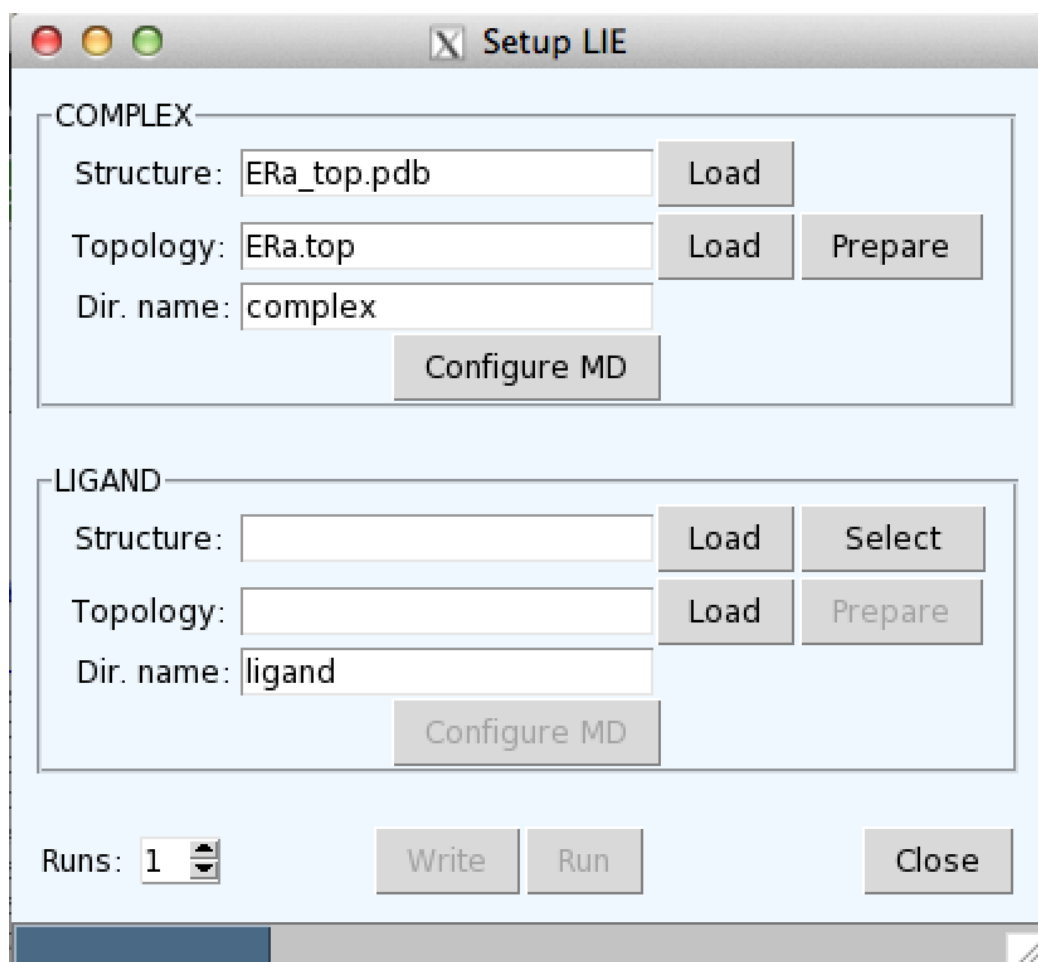 Setup LIE
COMPLEX
Structure: ERa_top.pdb Load
Topology: ERa.top Load Prepare
Dir. name: complex
Configure MD
LIGAND
Structure: Load Select
Topology: Load Prepare
Dir. name: ligand
Configure MD
Runs: 1 Write Run Close